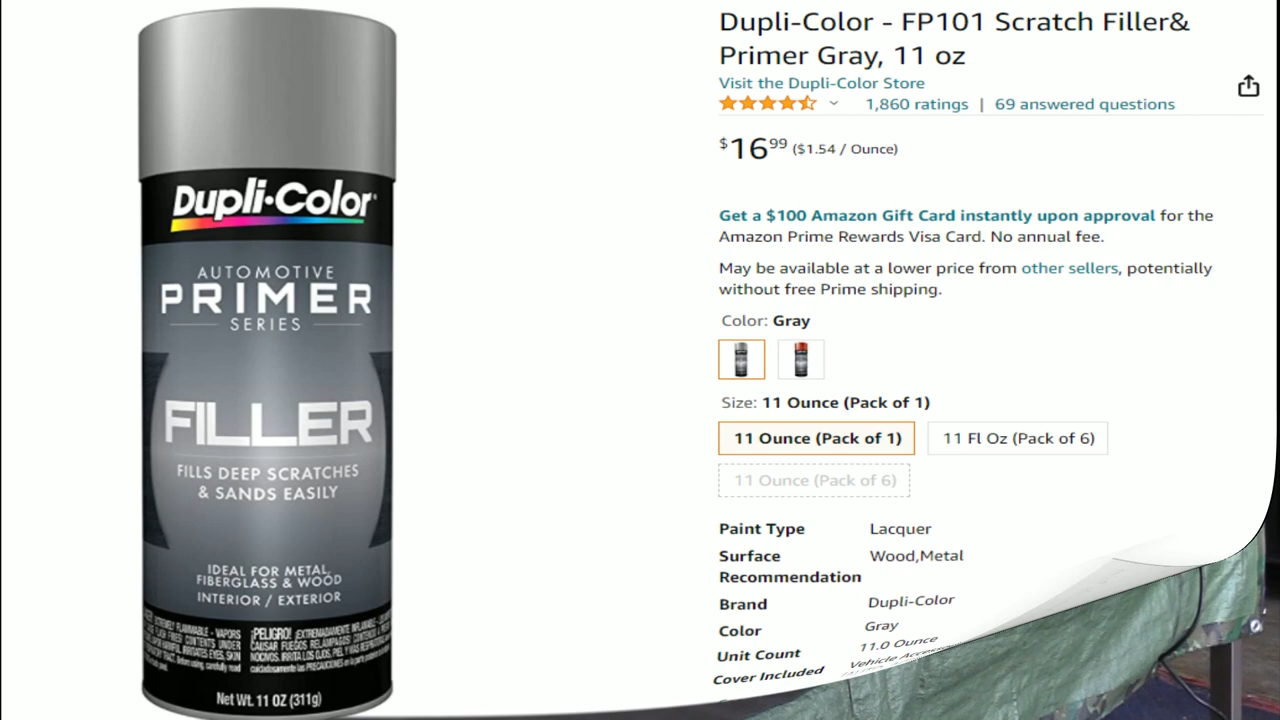 Dupli-Color
AUTOMOTIVE
PRIMER
SERIES
FILLER
FILLS DEEP SCRATCHES
& SANDS EASILY
IDEAL FOR METAL,
FIBERGLASS & WOOD
INTERIOR / EXTERIOR
Net Wt. 11 OZ (311g)
Dupli-Color - FP101 Scratch Filler&
Primer Gray, 11 oz
Visit the Dupli-Color Store
1,860 ratings | 69 answered questions
$16 99 ($1.54 / Ounce)
Get a $100 Amazon Gift Card instantly upon approval for the
Amazon Prime Rewards Visa Card. No annual fee.
May be available at a lower price from other sellers, potentially
without free Prime shipping.
Color: Gray
Size: 11 Ounce (Pack of 1)
11 Ounce (Pack of 1) 11 Fl Oz (Pack of 6)
11 Ounce (Pack of 6)
Paint Type Lacquer
Surface Wood,Metal
Recommendation
Brand Dupli-Color
Color Gray
Unit Count 11.0 Ounce
Cover Included Vehicle